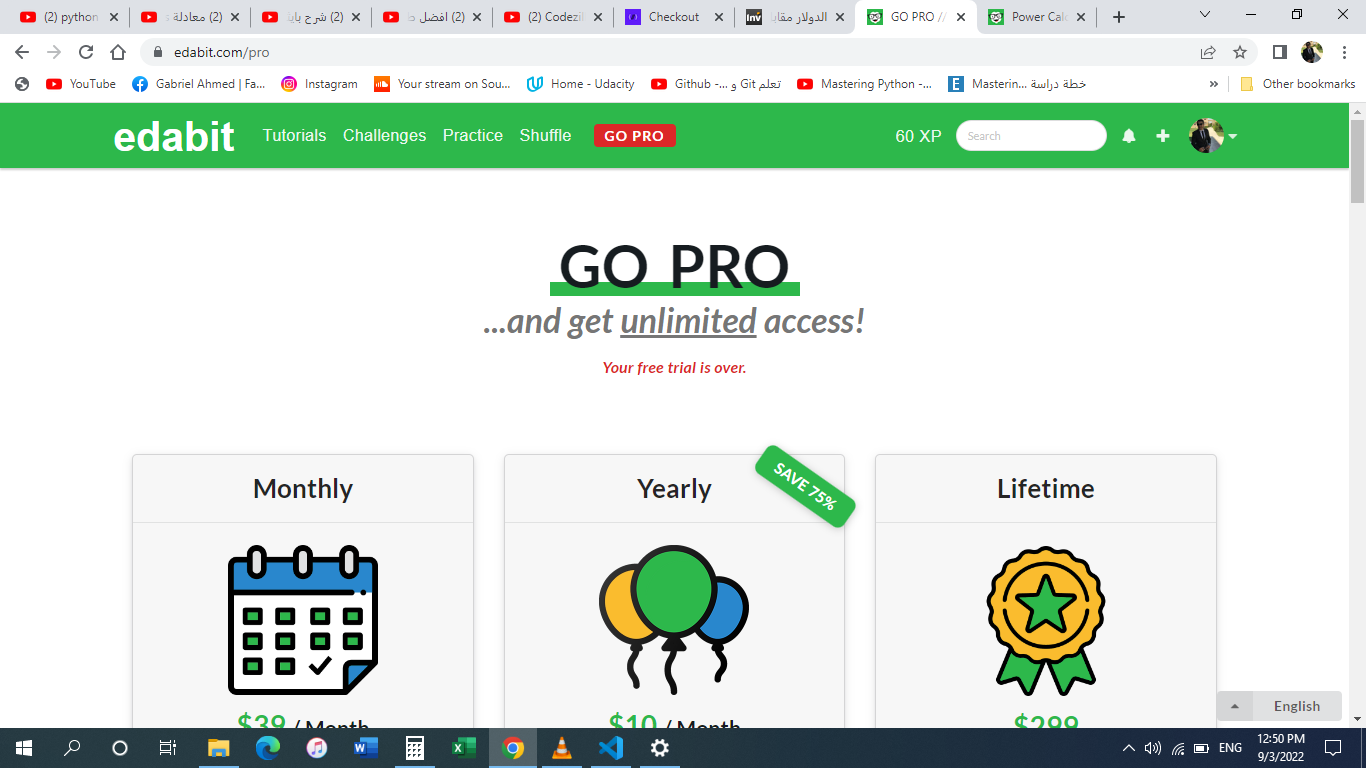 (2) python
(2) معادلة
(2) شرح
(2) افضل
(2) Codezil
Checkout
الدولار مقابل
GO PRO //
Power Calc
edabit.com/pro
YouTube
Gabriel Ahmed | Fa...
Instagram
Your stream on Sou...
Home - Udacity
Github -... و Git تعلم
Mastering Python -...
Masterin... خطة دراسة
»
Other bookmarks
edabit
Tutorials
Challenges
Practice
Shuffle
GO PRO
60 XP
Search
GO PRO
...and get unlimited access!
Your free trial is over.
Monthly
$39 / Month
Yearly
SAVE 75%
$10 / Month
Lifetime
$299
English
ENG
12:50 PM
9/3/2022